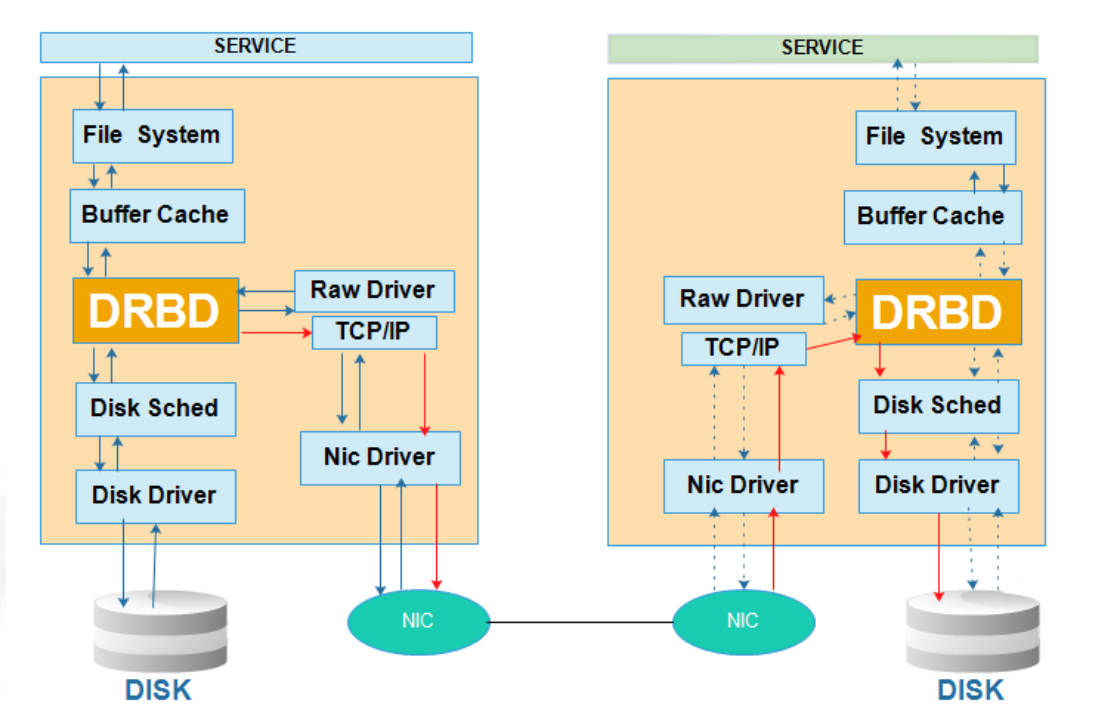 SERVICE
File System
Buffer Cache
DRBD
Raw Driver
TCP/IP
Disk Sched
Nic Driver
Disk Driver
NIC
DISK
SERVICE
File System
Buffer Cache
Raw Driver
DRBD
TCP/IP
Disk Sched
Nic Driver
Disk Driver
NIC
DISK